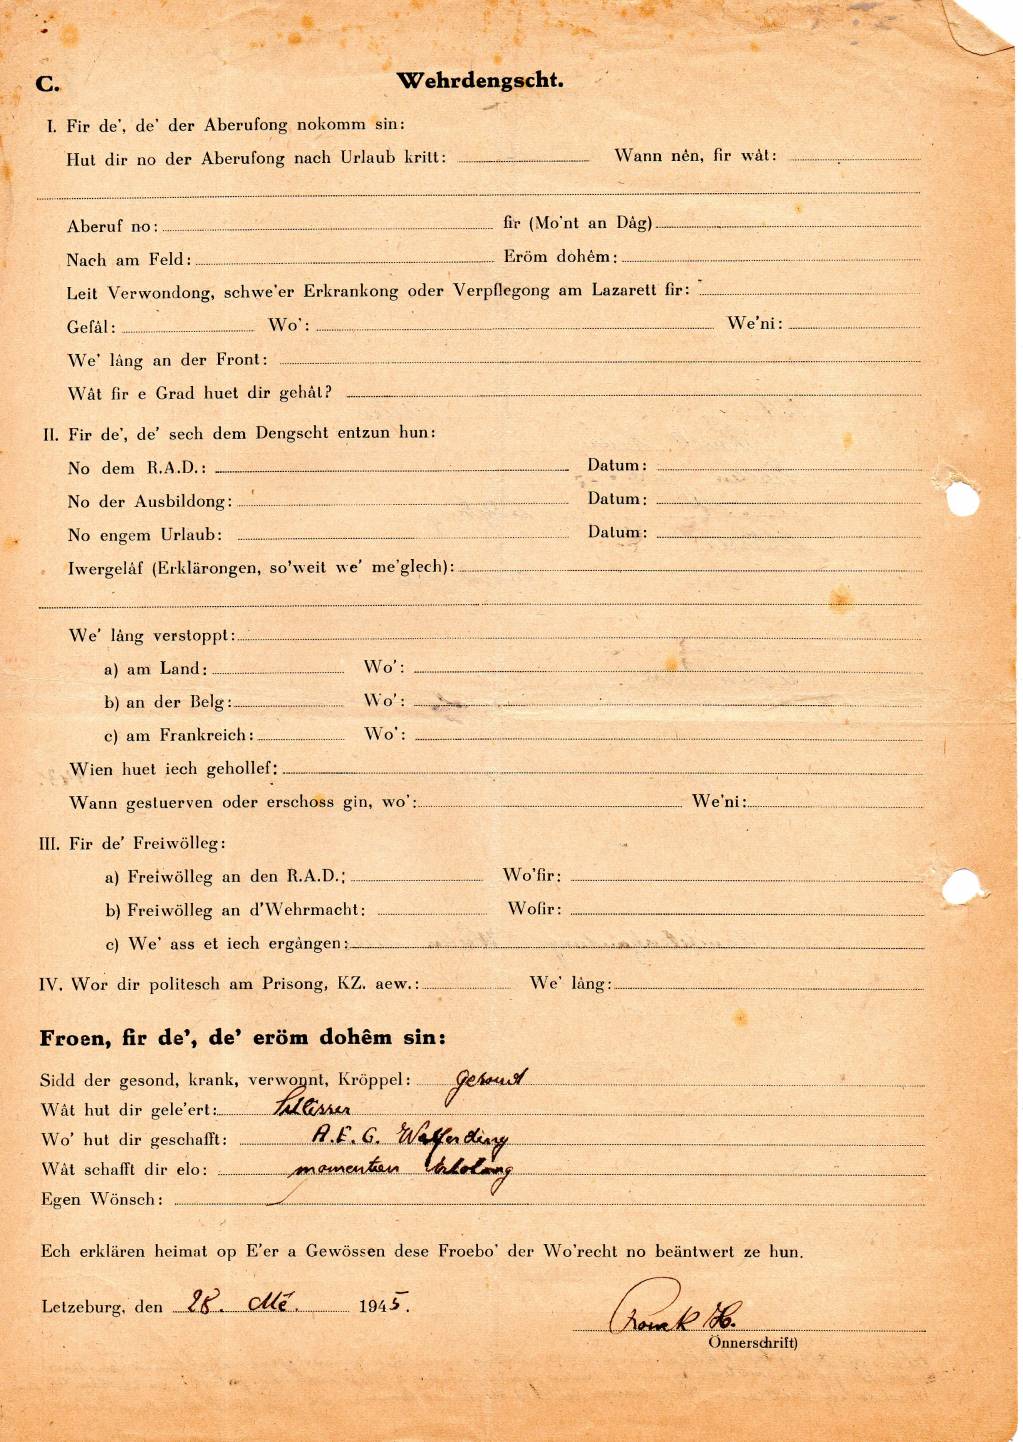 C. Wehrdengscht.
I. Fir de', de' der Aberufong nokomm sin:
Hut dir no der Aberufong nach Urlaub kritt: Wann nên, fir wât:
Aberuf no: fir (Mo'nt an Dâg)
Nach am Feld: Eröm dohêm:
Leit Verwondong, schwe'er Erkrankong oder Verpflegong am Lazarett fir:
Gefâl: Wo': We'ni:
We' lâng an der Front:
Wât fir e Grad huet dir gehât?
II. Fir de', de' sech dem Dengscht entzun hun:
No dem R.A.D.: Datum:
No der Ausbildong: Datum:
No engem Urlaub: Datum:
Iwergelâf (Erklärongen, so'weit we' me'glech):
We' lâng verstoppt:
a) am Land: Wo':
b) an der Belg: Wo':
c) am Frankreich: Wo':
Wien huet iech gehollef:
Wann gestuerven oder erschoss gin, wo': We'ni:
III. Fir de' Freiwölleg:
a) Freiwölleg an den R.A.D.: Wo'fir:
b) Freiwölleg an d'Wehrmacht: Wofir:
c) We' ass et iech ergângen:
IV. Wor dir politesch am Prisong, KZ. aew.: We' lâng:
Froen, fir de', de' eröm dohêm sin:
Sidd der gesond, krank, verwonnt, Kröppel: gesond
Wât hut dir gele'ert: Schlösser
Wo' hut dir geschafft: A.E.G. Walferding
Wât schafft dir elo: momentan Erholong
Egen Wönsch:
Ech erklären heimat op E'er a Gewössen dese Froebo' der Wo'recht no beäntwert ze hun.
Letzeburg, den 28. Mê. 1945.
Frank H.
Önnerschrift)